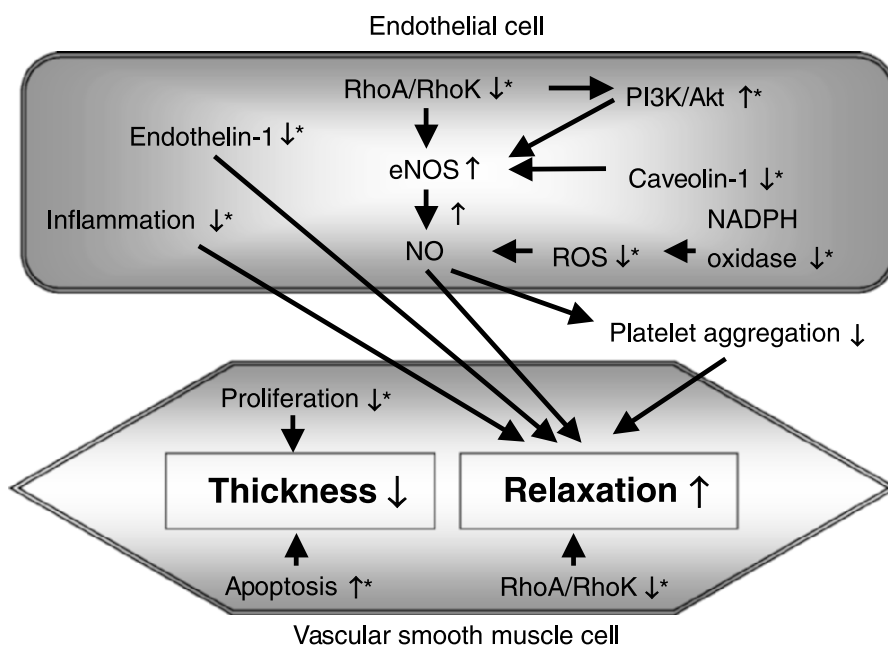 Endothelial cell
RhoA/RhoK ↓*
PI3K/Akt ↑*
Endothelin-1↓*
eNOS ↑
Caveolin-1 ↓*
Inflammation ↓*
↑
NADPH
NO
ROS ↓*
oxidase ↓*
Platelet aggregation ↓
Proliferation ↓*
Thickness ↓
Relaxation ↑
Apoptosis ↑*
RhoA/RhoK ↓*
Vascular smooth muscle cell